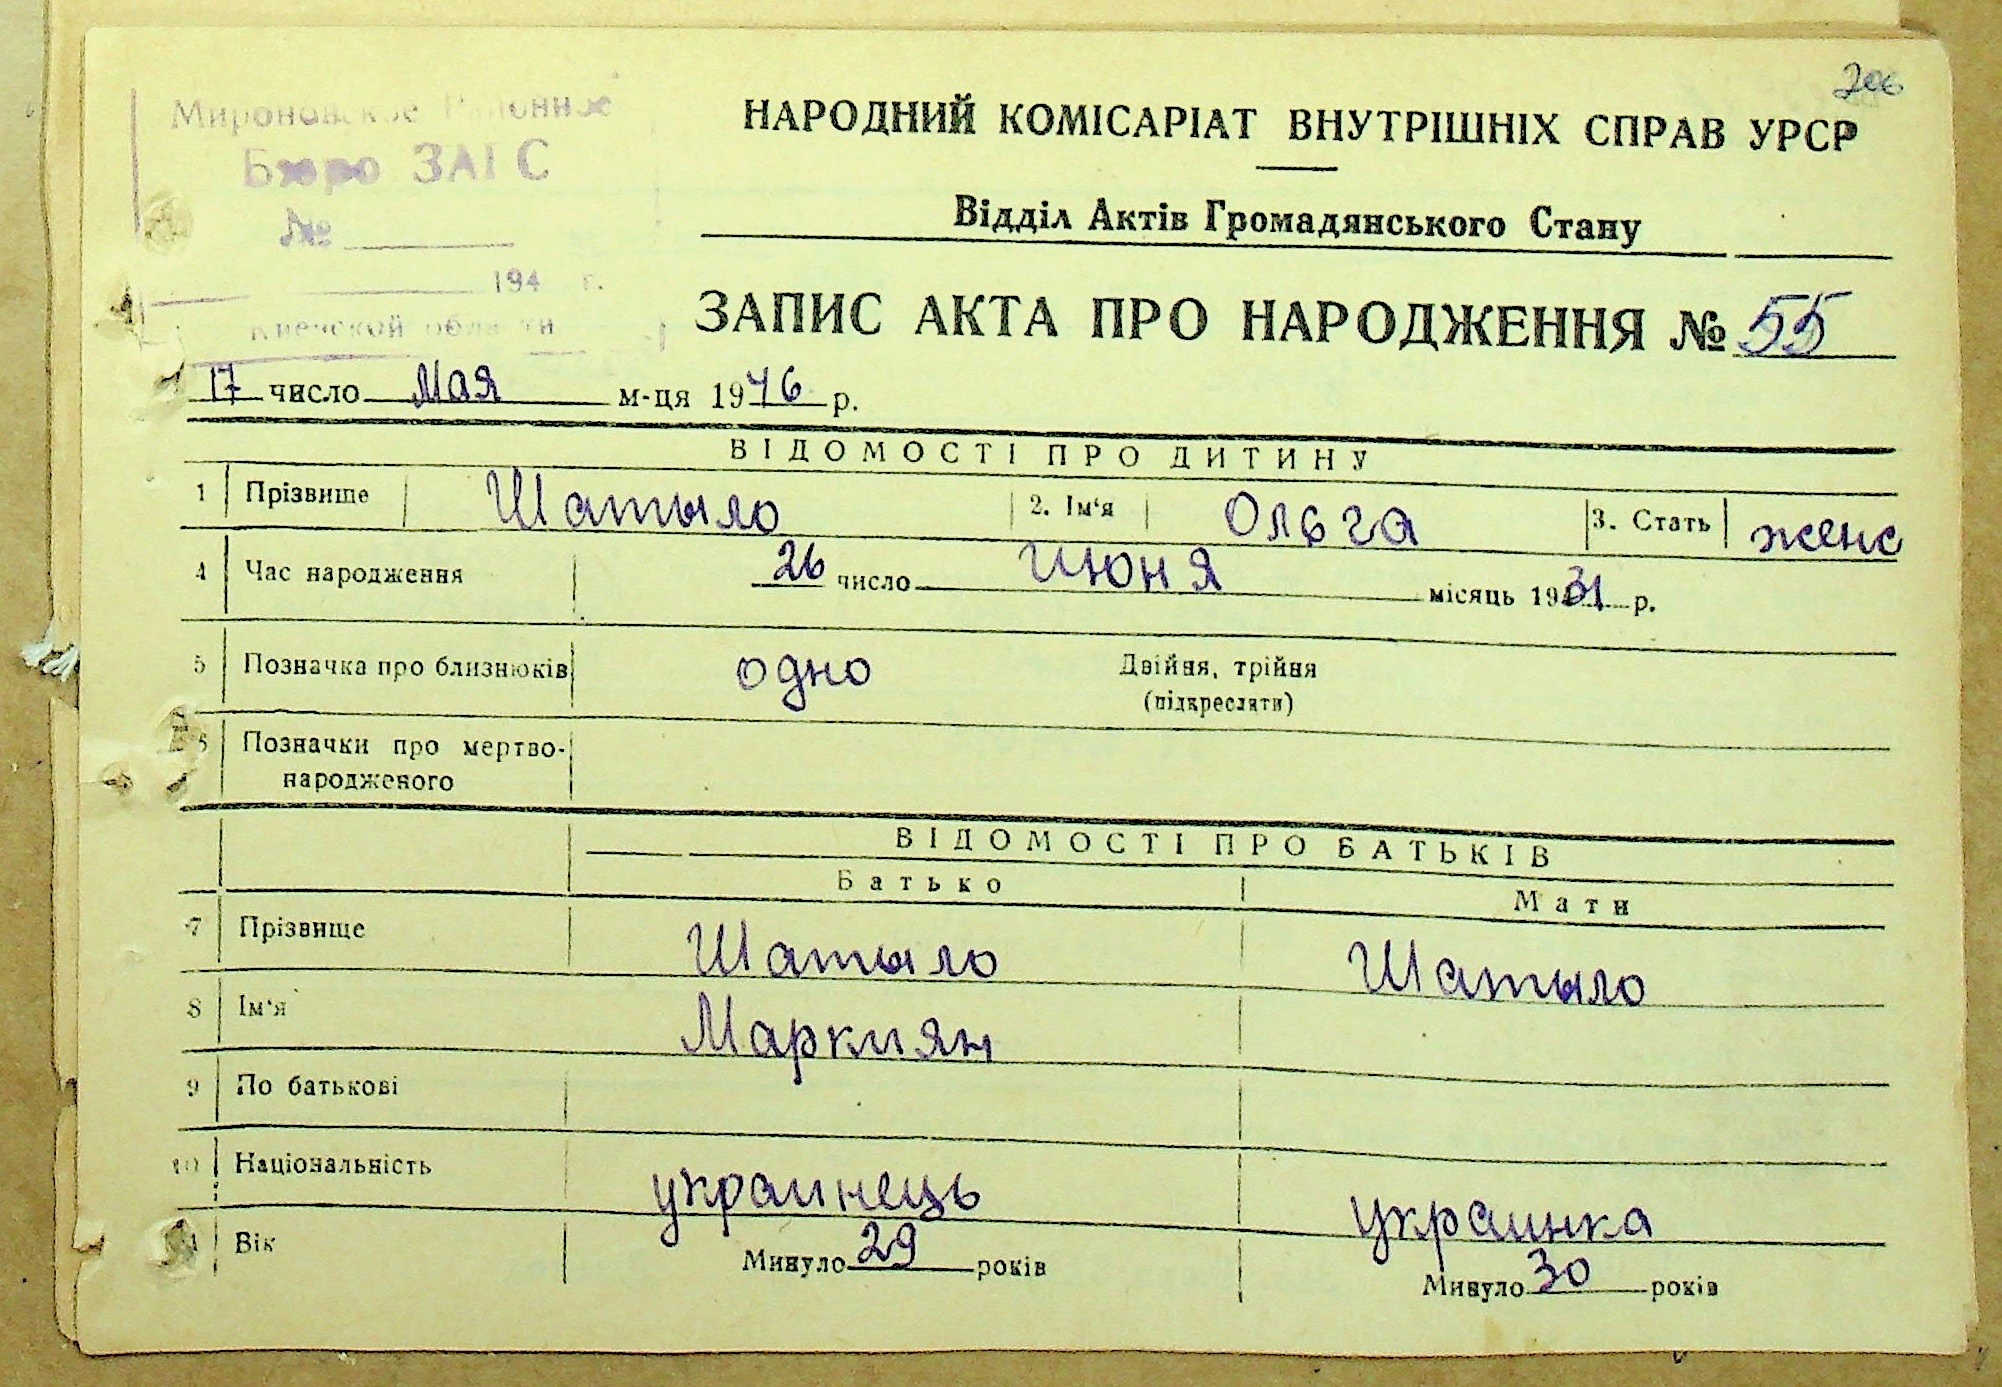 206
Мироновское Районное
Бюро ЗАГС
№
194 г.
Киевской области
НАРОДНИЙ КОМІСАРІАТ ВНУТРІШНІХ СПРАВ УРСР
Відділ Актів Громадянського Стану
ЗАПИС АКТА ПРО НАРОДЖЕННЯ № 55
17 число мая м-ця 1946 р.
ВІДОМОСТІ ПРО ДИТИНУ
1 Прізвище Шатыло 2. Ім'я Ольга 3. Стать женс
4 Час народження 26 число июня місяць 1931 р.
5 Позначка про близнюків одно Двійня, трійня
(підкреслити)
6 Позначки про мертво-
народженого
ВІДОМОСТІ ПРО БАТЬКІВ
Батько Мати
7 Прізвище Шатыло Шатыло
8 Ім'я Маркиян
9 По батькові
10 Національність украинець украинка
11 Вік Минуло 29 років Минуло 30 років